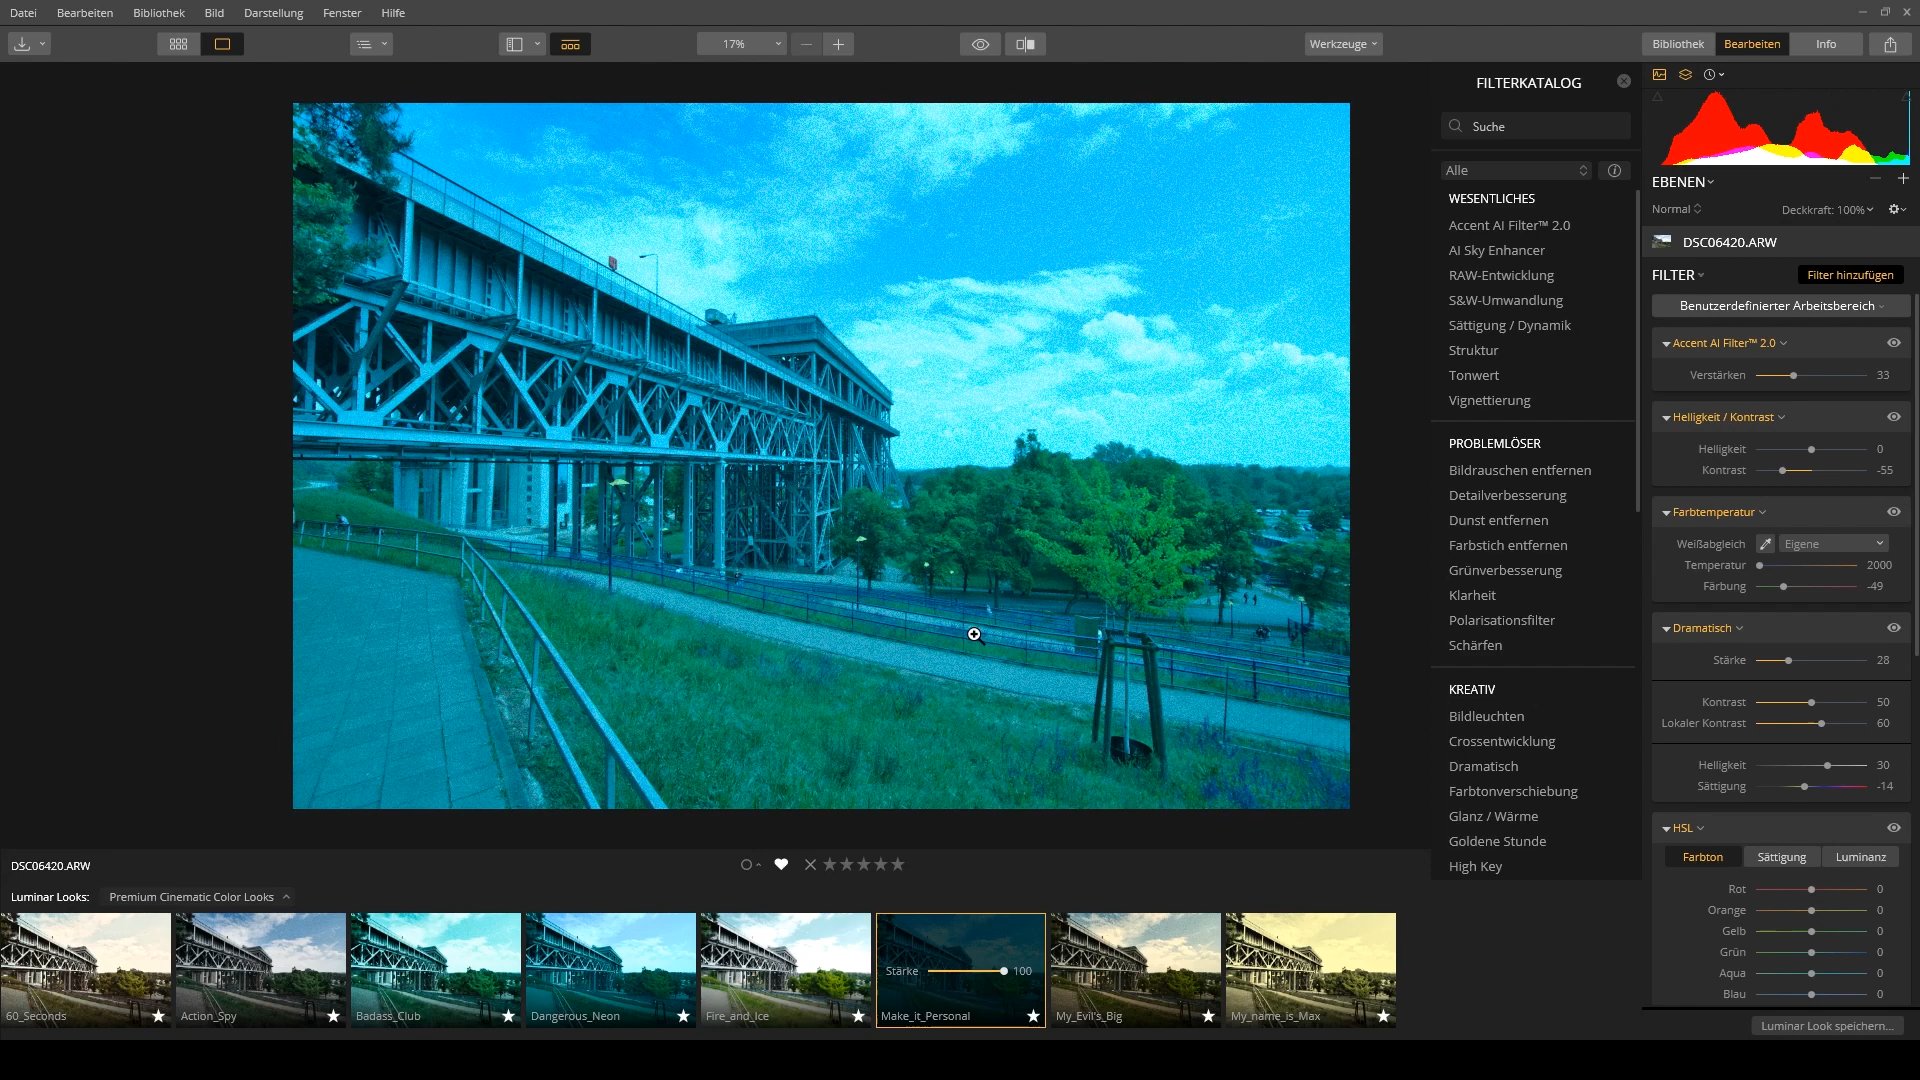 Datei Bearbeiten Bibliothek Bild Darstellung Fenster Hilfe
17% Werkzeuge Bibliothek Bearbeiten Info
FILTERKATALOG
Suche
Alle
WESENTLICHES
Accent AI Filter™ 2.0
AI Sky Enhancer
RAW-Entwicklung
S&W-Umwandlung
Sättigung / Dynamik
Struktur
Tonwert
Vignettierung
PROBLEMLÖSER
Bildrauschen entfernen
Detailverbesserung
Dunst entfernen
Farbstich entfernen
Grünverbesserung
Klarheit
Polarisationsfilter
Schärfen
KREATIV
Bildleuchten
Crossentwicklung
Dramatisch
Farbtonverschiebung
Glanz / Wärme
Goldene Stunde
High Key
EBENEN
Normal Deckkraft: 100%
DSC06420.ARW
FILTER Filter hinzufügen
Benutzerdefinierter Arbeitsbereich
Accent AI Filter™ 2.0
Verstärken 33
Helligkeit / Kontrast
Helligkeit 0
Kontrast -55
Farbtemperatur
Weißabgleich Eigene
Temperatur 2000
Färbung -49
Dramatisch
Stärke 28
Kontrast 50
Lokaler Kontrast 60
Helligkeit 30
Sättigung -14
HSL
Farbton Sättigung Luminanz
Rot 0
Orange 0
Gelb 0
Grün 0
Aqua 0
Blau 0
Luminar Look speichern...
DSC06420.ARW
Luminar Looks: Premium Cinematic Color Looks
Stärke 100
60_Seconds Action_Spy Badass_Club Dangerous_Neon Fire_and_Ice Make_it_Personal My_Evil's_Big My_name_is_Max